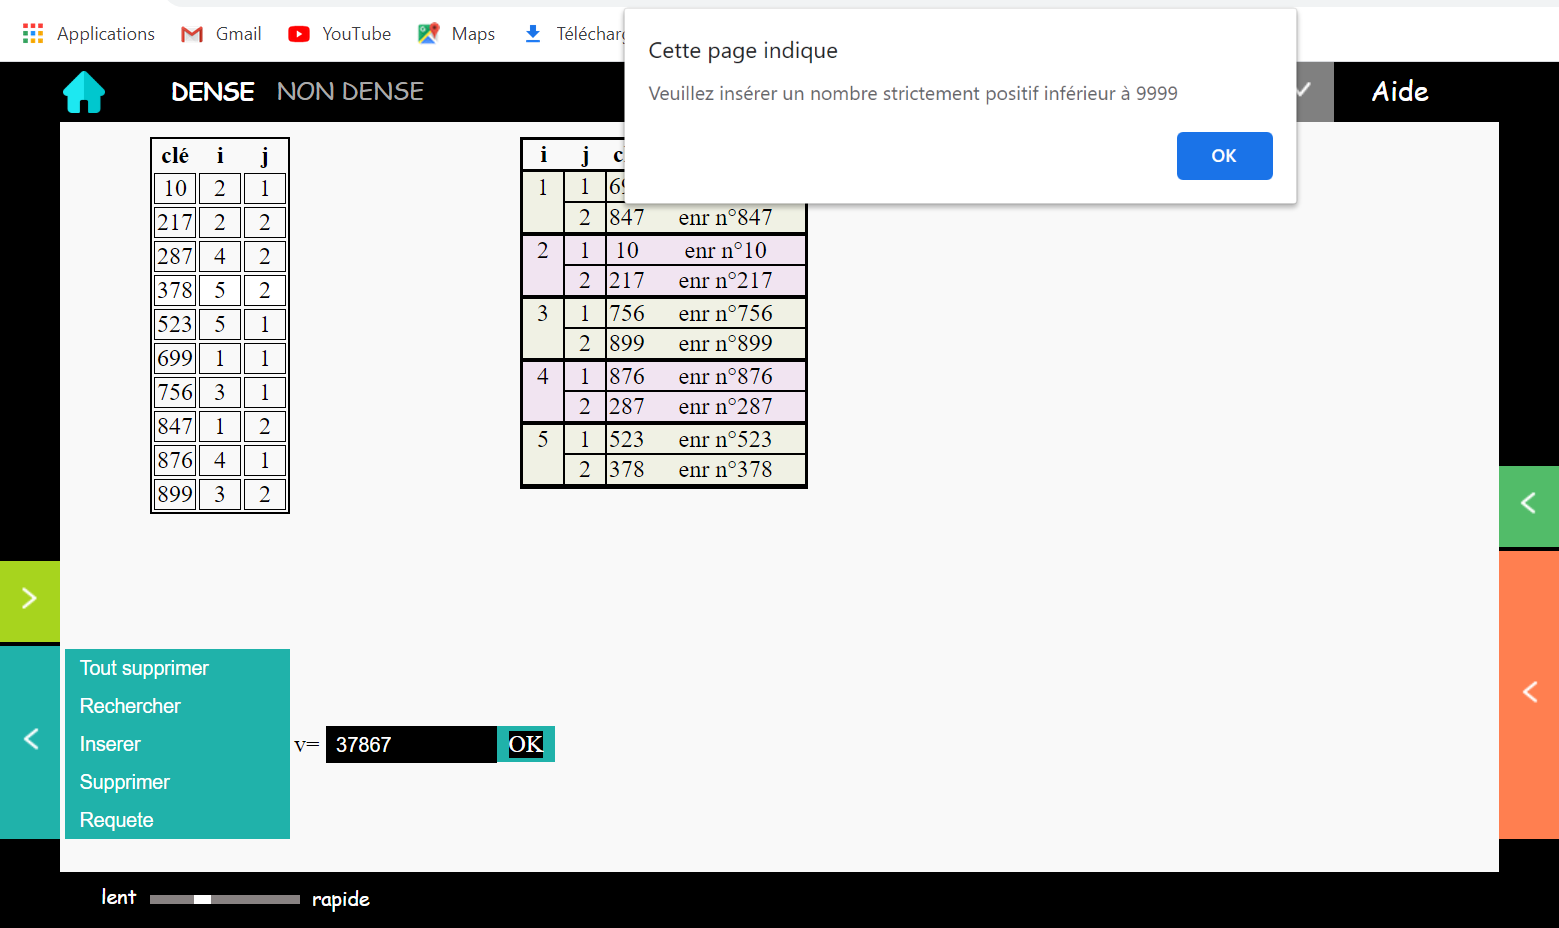 Applications Gmail YouTube Maps
Cette page indique
Veuillez insérer un nombre strictement positif inférieur à 9999
OK
DENSE NON DENSE Aide
clé i j
10 2 1
217 2 2
287 4 2
378 5 2
523 5 1
699 1 1
756 3 1
847 1 2
876 4 1
899 3 2
i j
1 1
2 847 enr n°847
2 1 10 enr n°10
2 217 enr n°217
3 1 756 enr n°756
2 899 enr n°899
4 1 876 enr n°876
2 287 enr n°287
5 1 523 enr n°523
2 378 enr n°378
Tout supprimer
Rechercher
Inserer
v= 37867 OK
Supprimer
Requete
lent rapide